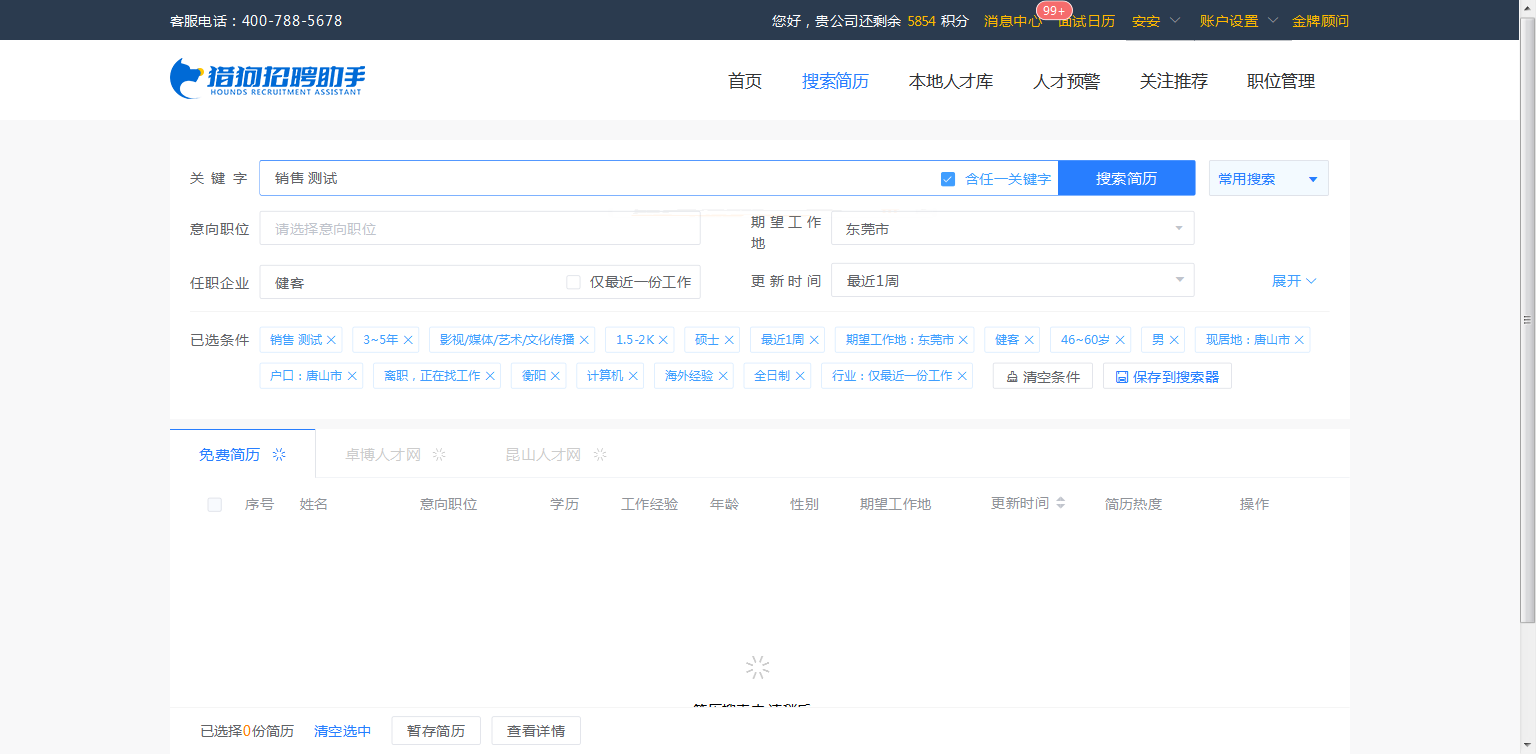 客服电话：400-788-5678
您好，贵公司还剩余 5854 积分 消息中心 99+ 面试日历 安安 账户设置 金牌顾问
猎狗招聘助手
HOUNDS RECRUITMENT ASSISTANT
首页 搜索简历 本地人才库 人才预警 关注推荐 职位管理
关 键 字 销售 测试 含任一关键字 搜索简历 常用搜索
意向职位 请选择意向职位 期 望 工 作 地 东莞市
任职企业 健客 仅最近一份工作 更 新 时 间 最近1周 展开
已选条件 销售 测试 3~5年 影视/媒体/艺术/文化传播 1.5-2K 硕士 最近1周 期望工作地：东莞市 健客 46~60岁 男 现居地：唐山市
户口：唐山市 离职，正在找工作 衡阳 计算机 海外经验 全日制 行业：仅最近一份工作 清空条件 保存到搜索器
免费简历 卓博人才网 昆山人才网
序号 姓名 意向职位 学历 工作经验 年龄 性别 期望工作地 更新时间 简历热度 操作
已选择0份简历 清空选中 暂存简历 查看详情